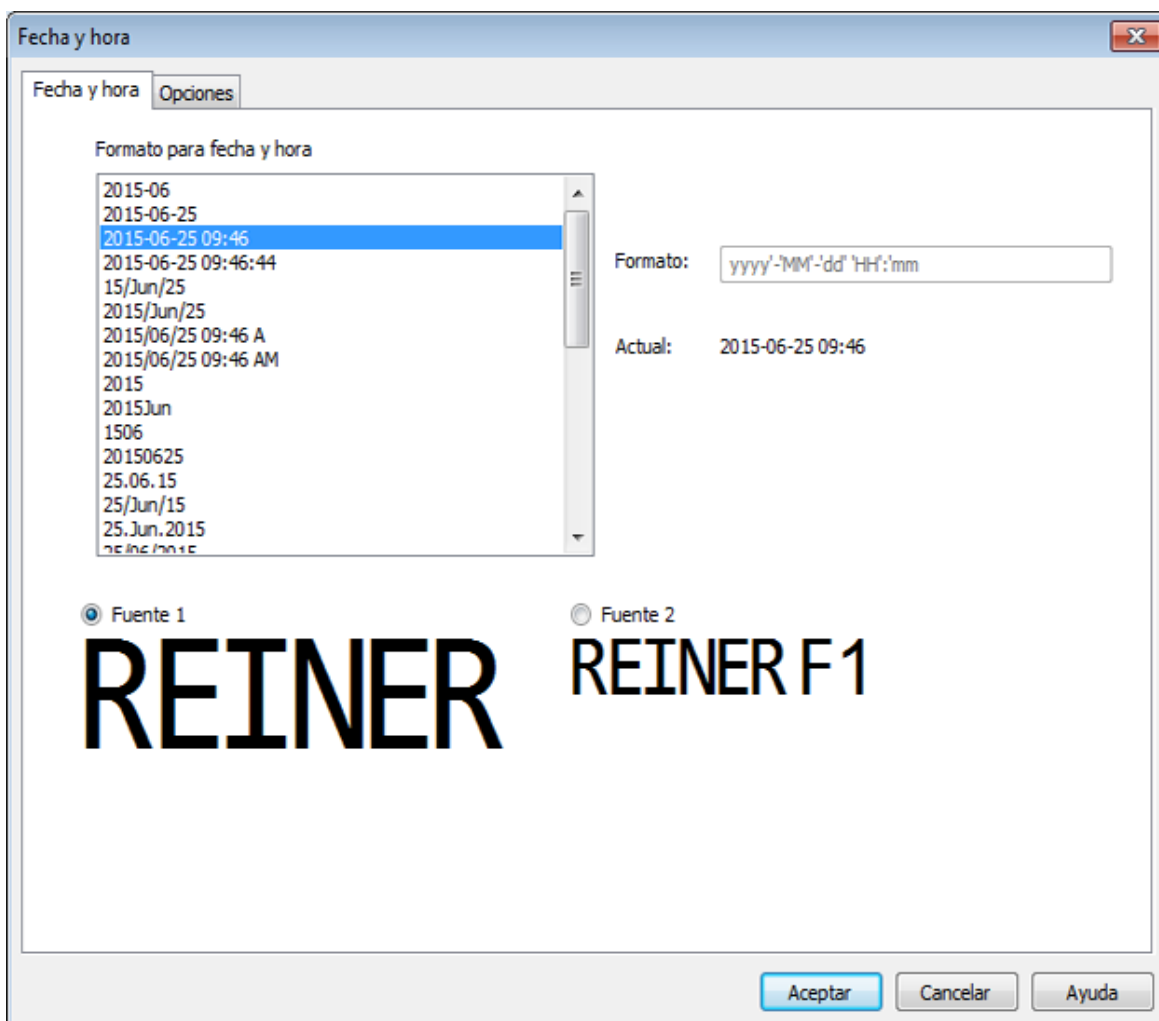 Fecha y hora
Fecha y hora Opciones
Formato para fecha y hora
2015-06
2015-06-25
2015-06-25 09:46
2015-06-25 09:46:44
15/Jun/25
2015/Jun/25
2015/06/25 09:46 A
2015/06/25 09:46 AM
2015
2015Jun
1506
20150625
25.06.15
25/Jun/15
25.Jun.2015
25/06/2015
Formato: yyyy'-'MM'-'dd' 'HH':'mm
Actual: 2015-06-25 09:46
Fuente 1
REINER
Fuente 2
REINER F1
Aceptar Cancelar Ayuda